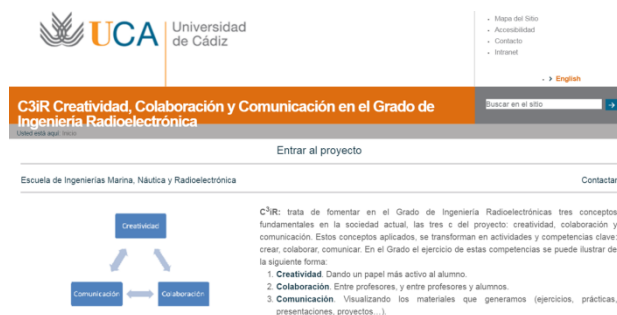 UCA
Universidad
de Cádiz
Mapa del Sitio
Accesibilidad
Contacto
Intranet
English
C3iR Creatividad, Colaboración y Comunicación en el Grado de
Ingeniería Radioelectrónica
Buscar en el sitio
Usted está aquí: Inicio
Entrar al proyecto
Escuela de Ingenierías Marina, Náutica y Radioelectrónica
Contactar
Creatividad
Comunicación
Colaboración
C³iR: trata de fomentar en el Grado de Ingeniería Radioelectrónicas tres conceptos
fundamentales en la sociedad actual, las tres c del proyecto: creatividad, colaboración y
comunicación. Estos conceptos aplicados, se transforman en actividades y competencias clave:
crear, colaborar, comunicar. En el Grado el ejercicio de estas competencias se puede ilustrar de
la siguiente forma:
1. Creatividad. Dando un papel más activo al alumno.
2. Colaboración. Entre profesores, y entre profesores y alumnos.
3. Comunicación. Visualizando los materiales que generamos (ejercicios, prácticas,
presentaciones, proyectos...).